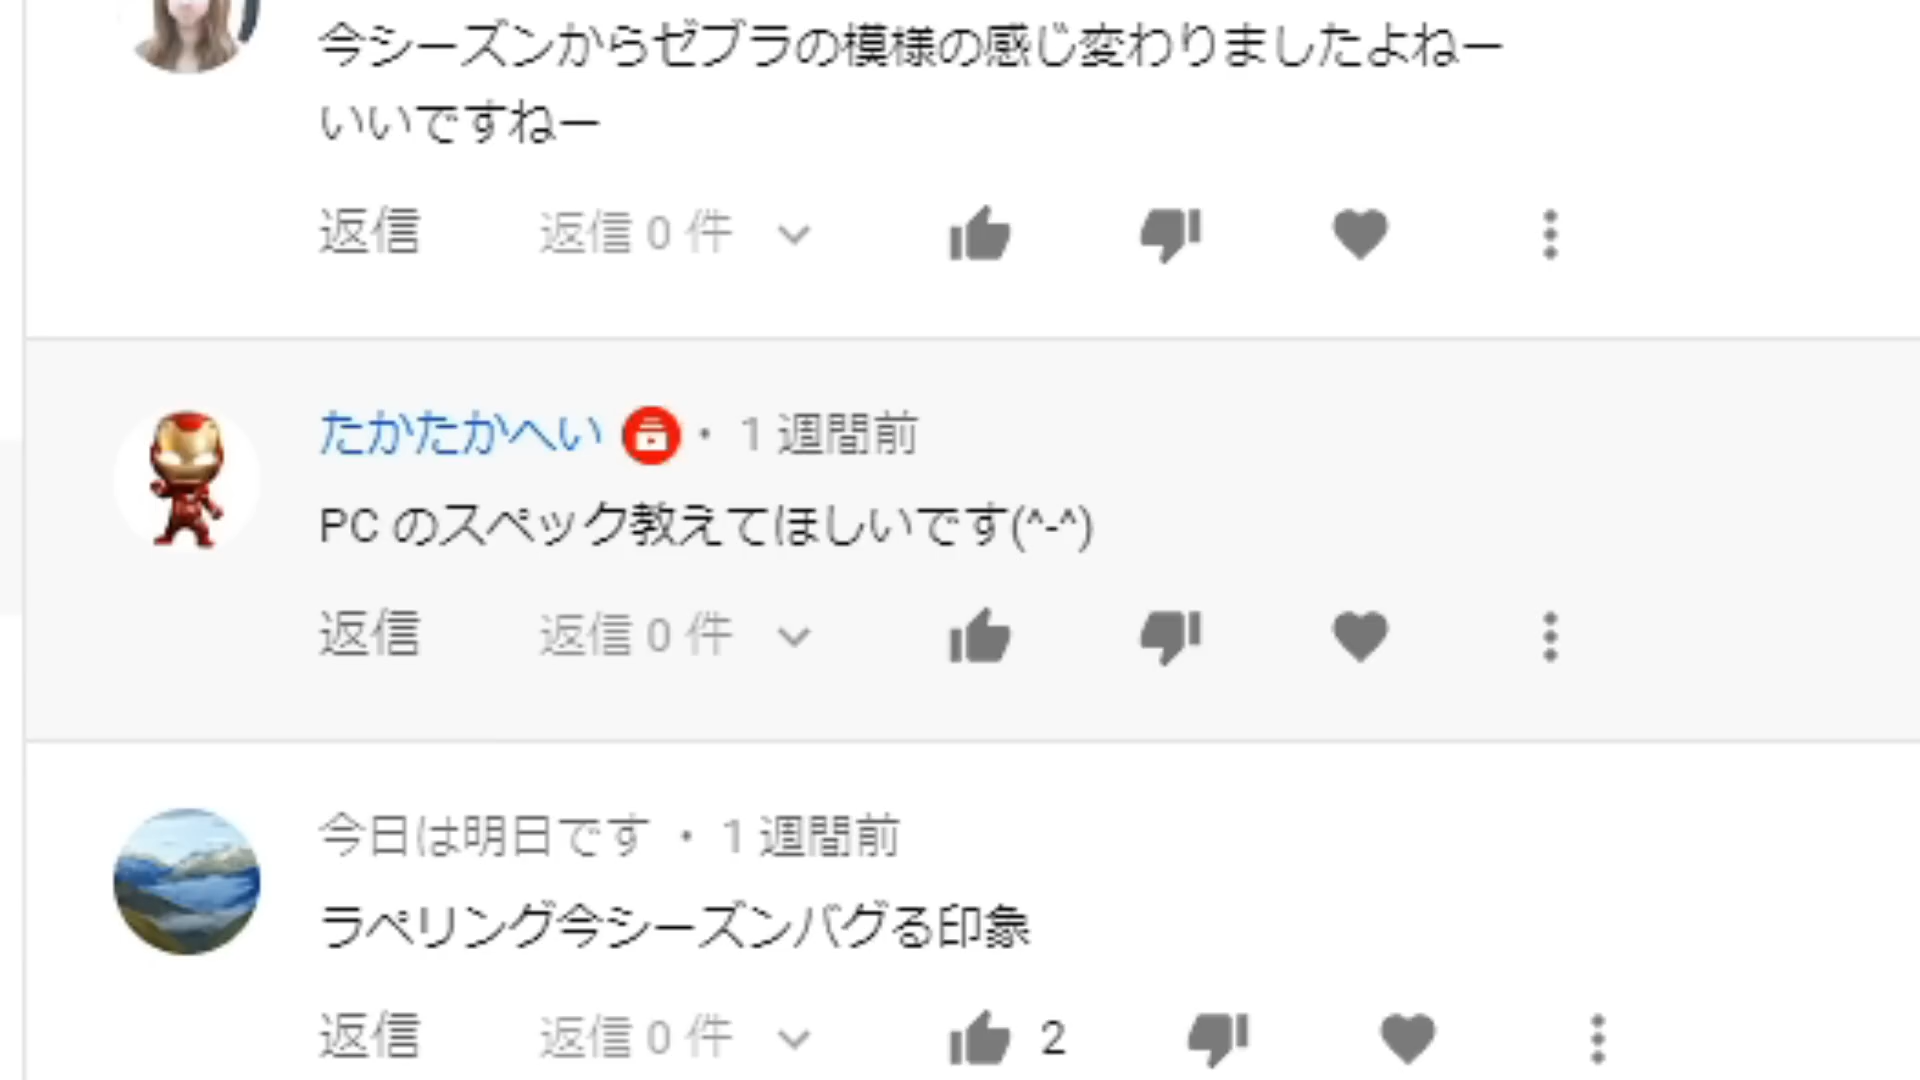 今シーズンからゼブラの模様の感じ変わりましたよねー
いいですねー
返信 返信 0 件
たかたかへい ・ 1 週間前
PC のスペック教えてほしいです(^-^)
返信 返信 0 件
今日は明日です ・ 1 週間前
ラペリング今シーズンバグる印象
返信 返信 0 件 2